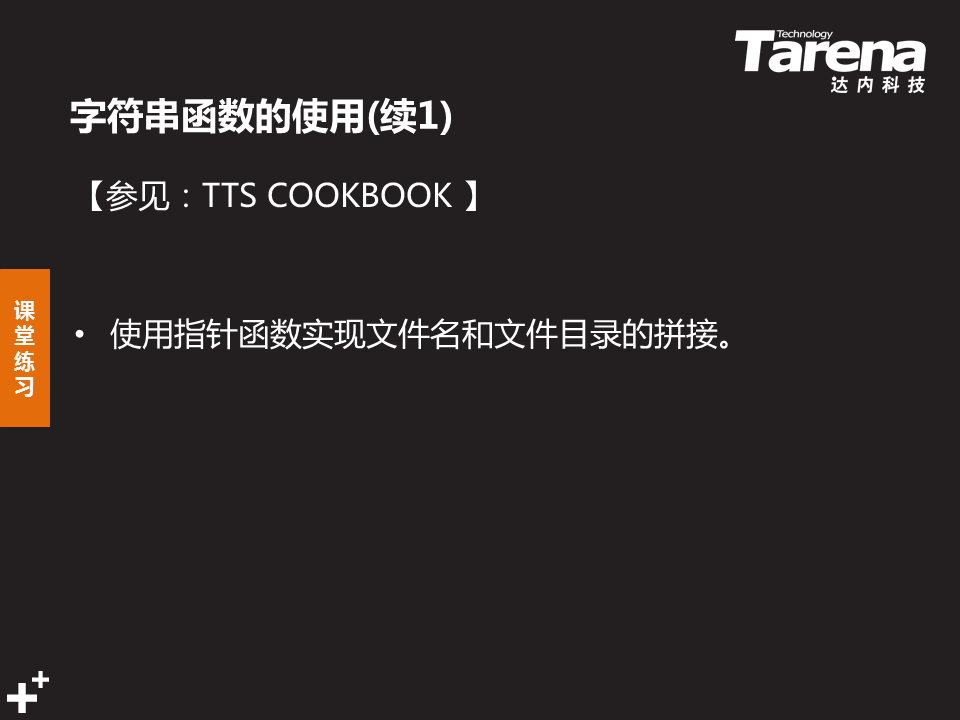 Technology
Tarena
达内科技
字符串函数的使用(续1)
【参见：TTS COOKBOOK 】
课堂练习
• 使用指针函数实现文件名和文件目录的拼接。